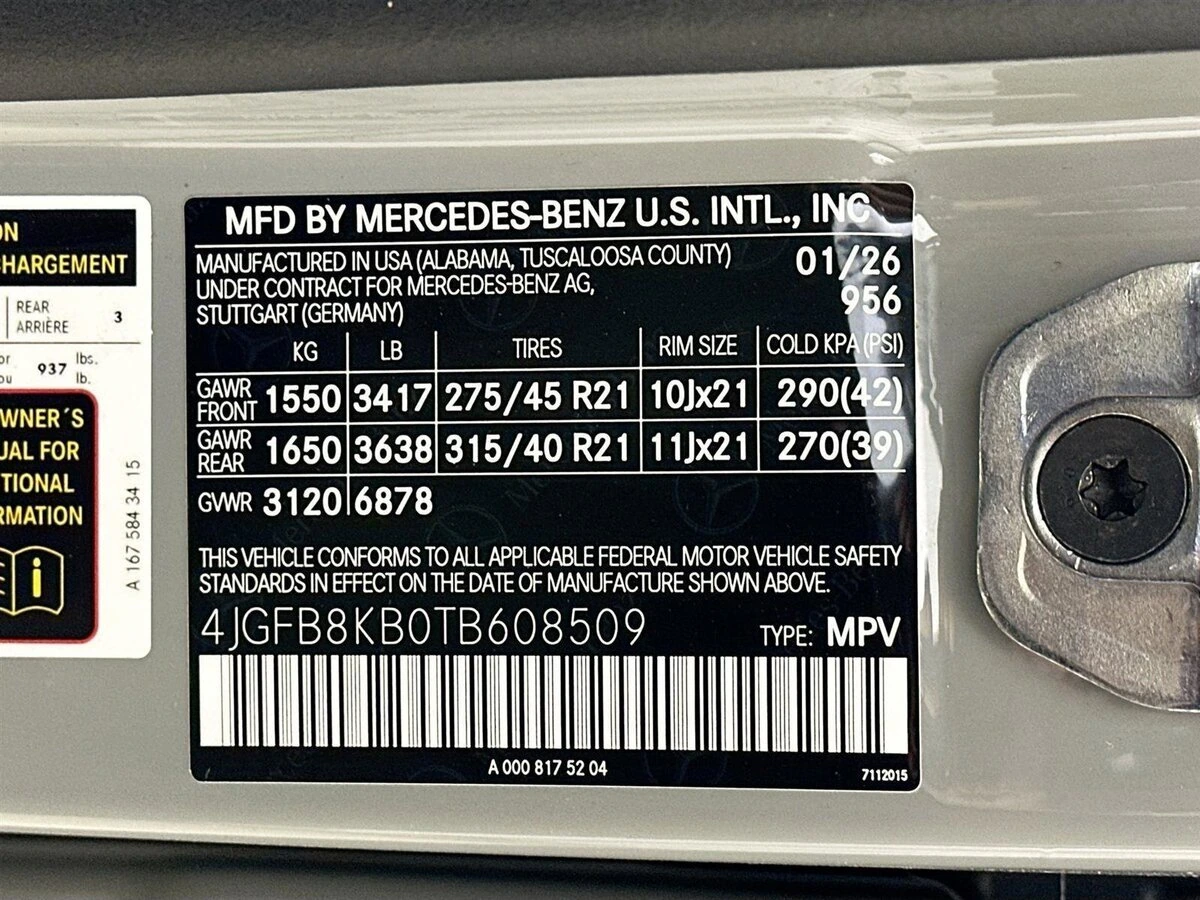 ON
CHARGEMENT
REAR
ARRIÈRE 3
or 937 lbs.
ou lb.
OWNER´S
UAL FOR
TIONAL
RMATION
A 167 584 34 15
MFD BY MERCEDES-BENZ U.S. INTL., INC
MANUFACTURED IN USA (ALABAMA, TUSCALOOSA COUNTY) 01/26
UNDER CONTRACT FOR MERCEDES-BENZ AG, 956
STUTTGART (GERMANY)
KG LB TIRES RIM SIZE COLD KPA (PSI)
GAWR FRONT 1550 3417 275/45 R21 10Jx21 290(42)
GAWR REAR 1650 3638 315/40 R21 11Jx21 270(39)
GVWR 3120 6878
THIS VEHICLE CONFORMS TO ALL APPLICABLE FEDERAL MOTOR VEHICLE SAFETY
STANDARDS IN EFFECT ON THE DATE OF MANUFACTURE SHOWN ABOVE.
4JGFB8KB0TB608509 TYPE: MPV
A 000 817 52 04
7112015